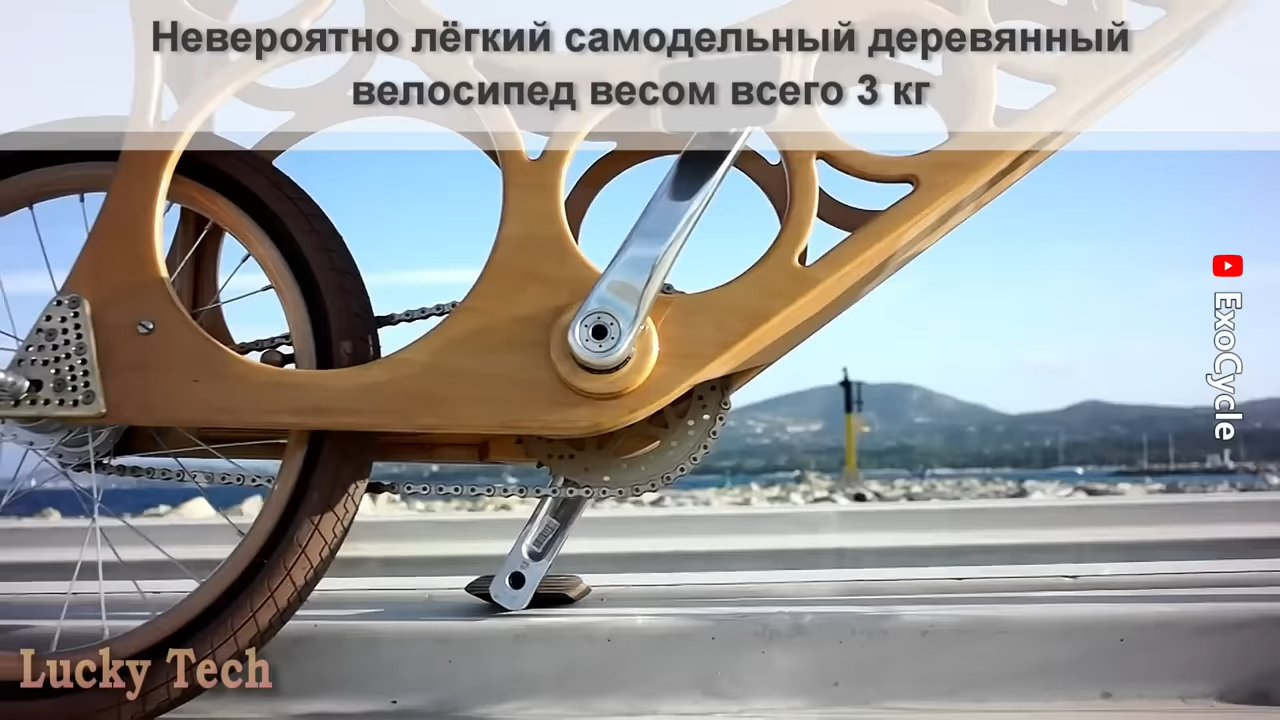 Невероятно лёгкий самодельный деревянный
велосипед весом всего 3 кг
ExoCycle
Lucky Tech